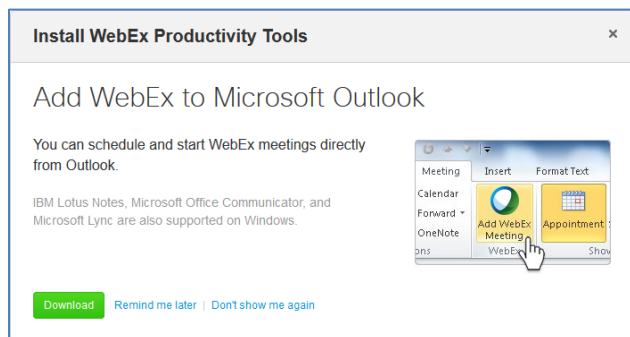 Install WebEx Productivity Tools ×
Add WebEx to Microsoft Outlook
You can schedule and start WebEx meetings directly
from Outlook.
IBM Lotus Notes, Microsoft Office Communicator, and
Microsoft Lync are also supported on Windows.
Meeting Insert Format Text
Calendar
Forward
OneNote
ons
Add WebEx
Meeting
WebEx
Appointment
Show
Download Remind me later | Don't show me again